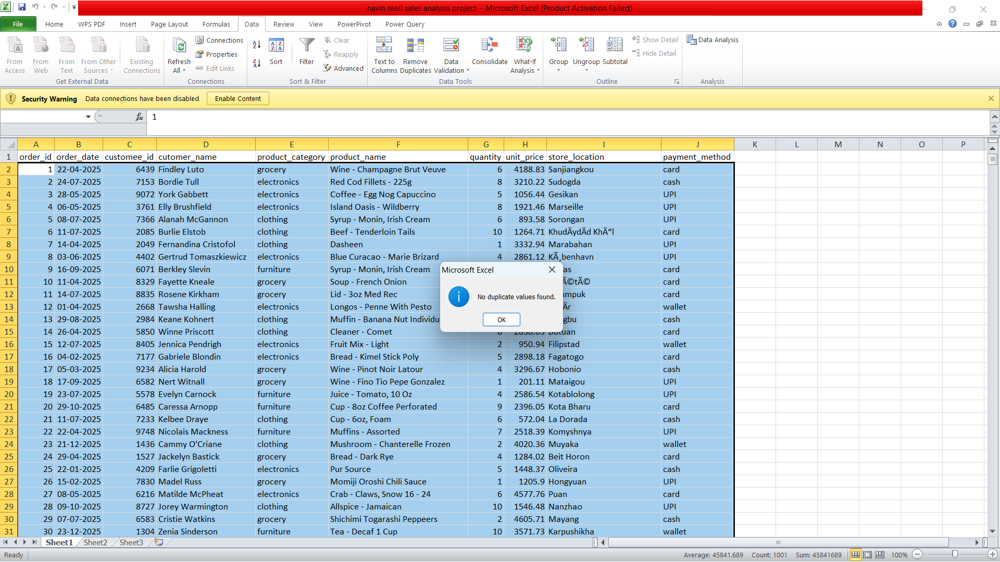 navin reail sales analysis project - Microsoft Excel (Product Activation Failed)
File Home WPS PDF Insert Page Layout Formulas Data Review View PowerPivot Power Query
From Access From Web From Text From Other Sources Existing Connections
Get External Data
Refresh All Connections Properties Edit Links
Connections
Sort Filter Clear Reapply Advanced
Sort & Filter
Text to Columns Remove Duplicates Data Validation Consolidate What-If Analysis
Data Tools
Group Ungroup Subtotal Show Detail Hide Detail
Outline
Data Analysis
Analysis
Security Warning Data connections have been disabled Enable Content
fx 1
A B C D E F G H I J K L M N O P
1 order_id order_date customee_id cutomer_name product_category product_name quantity unit_price store_location payment_method
2 1 22-04-2025 6439 Findley Luto grocery Wine - Champagne Brut Veuve 6 4188.83 Sanjiangkou card
3 2 24-07-2025 7153 Bordie Tull electronics Red Cod Fillets - 225g 8 3210.22 Sudogda cash
4 3 28-05-2025 9072 York Gabbett electronics Coffee - Egg Nog Capuccino 5 1056.44 Gesikan UPI
5 4 06-05-2025 3761 Elly Brushfield electronics Island Oasis - Wildberry 8 1921.46 Marseille UPI
6 5 08-07-2025 7366 Alanah McGannon clothing Syrup - Monin, Irish Cream 6 893.58 Sorongan UPI
7 6 11-07-2025 2085 Burlie Elstob clothing Beef - Tenderloin Tails 10 1264.71 KhudÄydÄd KhÄ“l card
8 7 14-04-2025 2049 Fernandina Cristofol clothing Dasheen 1 3332.94 Marabahan UPI
9 8 03-06-2025 4402 Gertrud Tomaszkiewicz electronics Blue Curacao - Marie Brizard 4 2861.12 KÃ¸benhavn UPI
10 9 16-09-2025 6071 Berkley Slevin furniture Syrup - Monin, Irish Cream as card
11 10 11-04-2025 8329 Fayette Kneale grocery Soup - French Onion Ã©tÃ© card
12 11 14-07-2025 8835 Rosene Kirkham grocery Lid - 3oz Med Rec umpuk card
13 12 01-04-2025 2668 Tawsha Halling electronics Longos - Penne With Pesto Är wallet
14 13 29-08-2025 2984 Keane Kohnert clothing Muffin - Banana Nut Individu gbu cash
15 14 26-04-2025 5850 Winne Priscott clothing Cleaner - Comet 8 2838.05 Butuan card
16 15 12-07-2025 8405 Jennica Pendrigh electronics Fruit Mix - Light 2 950.94 Filipstad wallet
17 16 04-02-2025 7177 Gabriele Blondin electronics Bread - Kimel Stick Poly 5 2898.18 Fagatogo card
18 17 05-03-2025 9234 Alicia Harold grocery Wine - Pinot Noir Latour 4 3296.67 Hobonio cash
19 18 17-09-2025 6582 Nert Witnall grocery Wine - Fino Tio Pepe Gonzalez 1 201.11 Mataigou UPI
20 19 23-07-2025 5578 Evelyn Carnock furniture Juice - Tomato, 10 Oz 4 2586.54 Kotablolong UPI
21 20 29-10-2025 6485 Caressa Arnopp furniture Cup - 8oz Coffee Perforated 9 2396.05 Kota Bharu card
22 21 11-07-2025 7233 Kelbee Draye clothing Cup - 6oz, Foam 6 572.04 La Dorada cash
23 22 22-04-2025 9748 Nicolais Mackness furniture Muffins - Assorted 7 2518.39 Komyshnya UPI
24 23 21-12-2025 1436 Cammy O'Criane clothing Mushroom - Chanterelle Frozen 2 4020.36 Muyaka wallet
25 24 29-04-2025 1527 Jackelyn Bastick grocery Bread - Dark Rye 4 1284.02 Beit Horon card
26 25 22-01-2025 4209 Farlie Grigoletti electronics Pur Source 5 1448.37 Oliveira cash
27 26 15-02-2025 7830 Madel Russ grocery Momiji Oroshi Chili Sauce 1 1205.9 Hongyuan UPI
28 27 08-05-2025 6216 Matilde McPheat electronics Crab - Claws, Snow 16 - 24 6 4577.76 Puan card
29 28 09-10-2025 8727 Jorey Warmington clothing Allspice - Jamaican 10 1546.48 Nanzhao UPI
30 29 07-07-2025 6583 Cristie Watkins grocery Shichimi Togarashi Peppeers 2 4605.71 Mayang cash
31 30 23-12-2025 1304 Zenia Sinderson furniture Tea - Decaf 1 Cup 10 3571.73 Karpushikha wallet
Microsoft Excel
No duplicate values found.
OK
Sheet1 Sheet2 Sheet3
Ready Average: 45841.689 Count: 1001 Sum: 45841689 100%